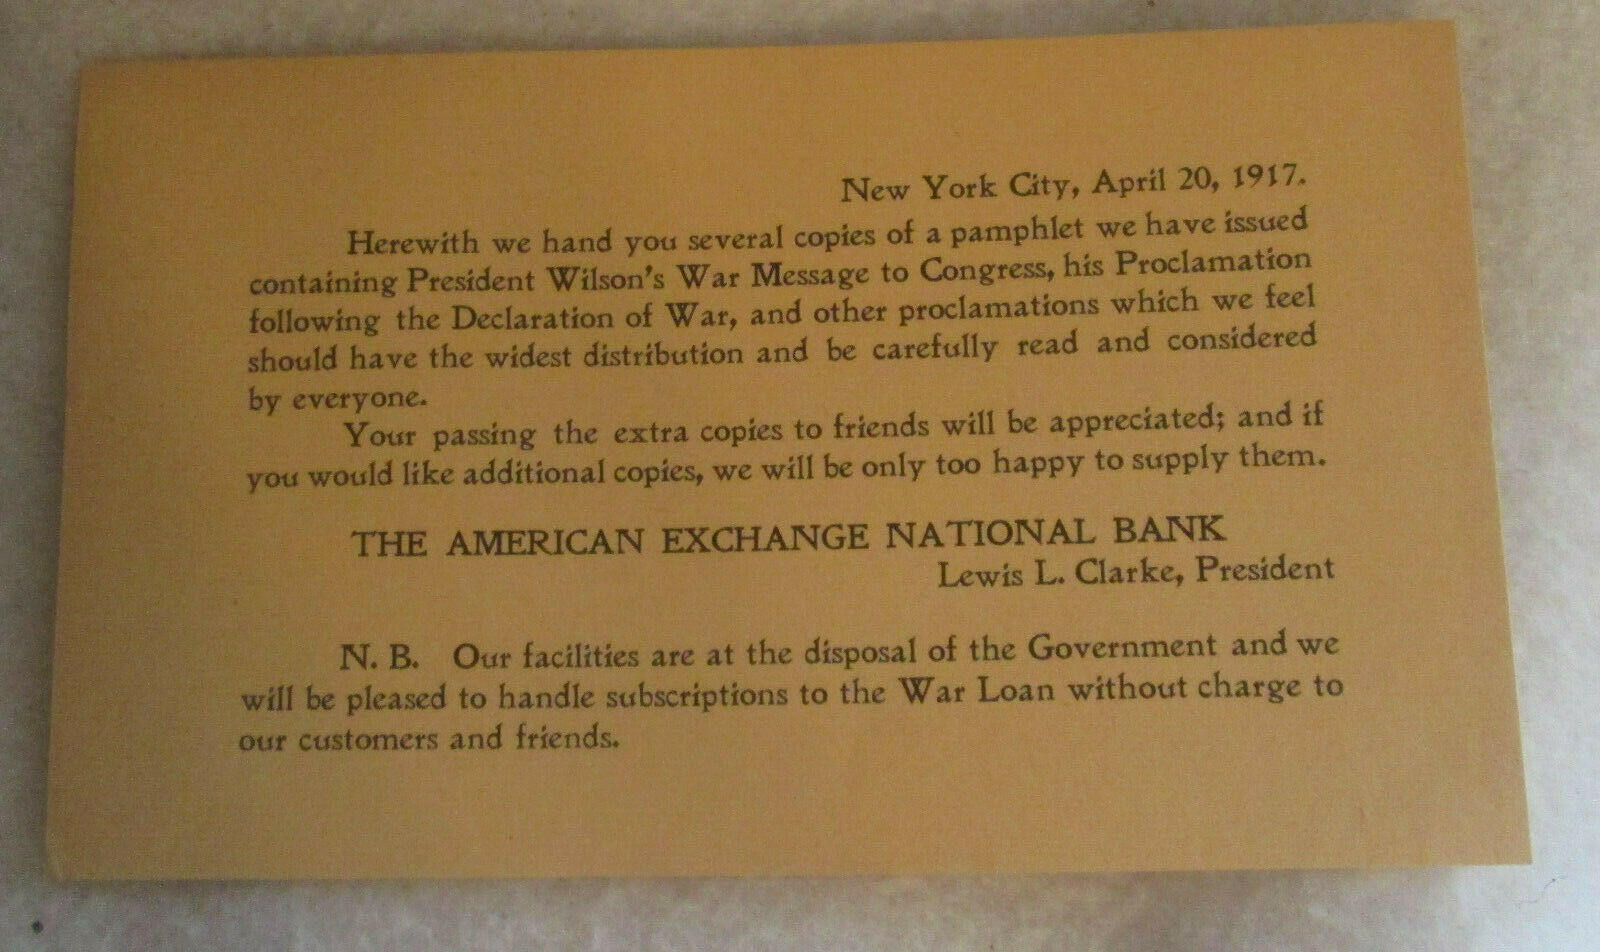 New York City, April 20, 1917.
Herewith we hand you several copies of a pamphlet we have issued
containing President Wilson's War Message to Congress, his Proclamation
following the Declaration of War, and other proclamations which we feel
should have the widest distribution and be carefully read and considered
by everyone.
Your passing the extra copies to friends will be appreciated; and if
you would like additional copies, we will be only too happy to supply them.
THE AMERICAN EXCHANGE NATIONAL BANK
Lewis L. Clarke, President
N. B. Our facilities are at the disposal of the Government and we
will be pleased to handle subscriptions to the War Loan without charge to
our customers and friends.